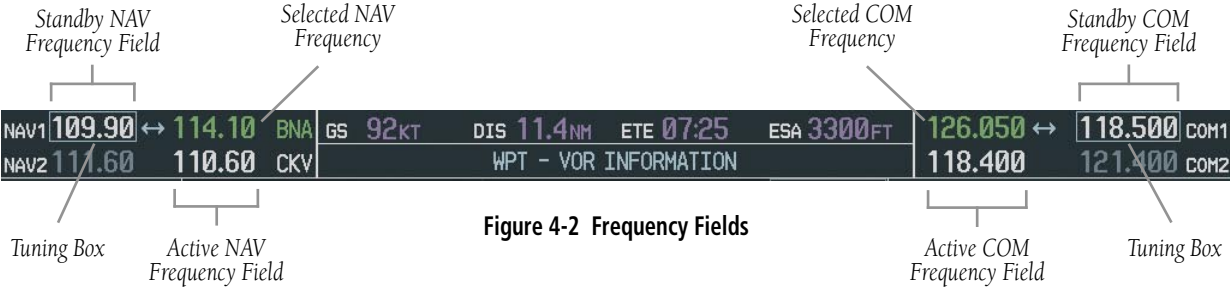 Standby NAV
Frequency Field
Selected NAV
Frequency
Selected COM
Frequency
Standby COM
Frequency Field
NAV1 109.90 ↔ 114.10 BNA GS 92KT DIS 11.4NM ETE 07:25 ESA 3300FT 126.050 ↔ 118.500 COM1
NAV2 111.60 110.60 CKV WPT - VOR INFORMATION 118.400 121.400 COM2
Figure 4-2 Frequency Fields
Tuning Box
Active NAV
Frequency Field
Active COM
Frequency Field
Tuning Box